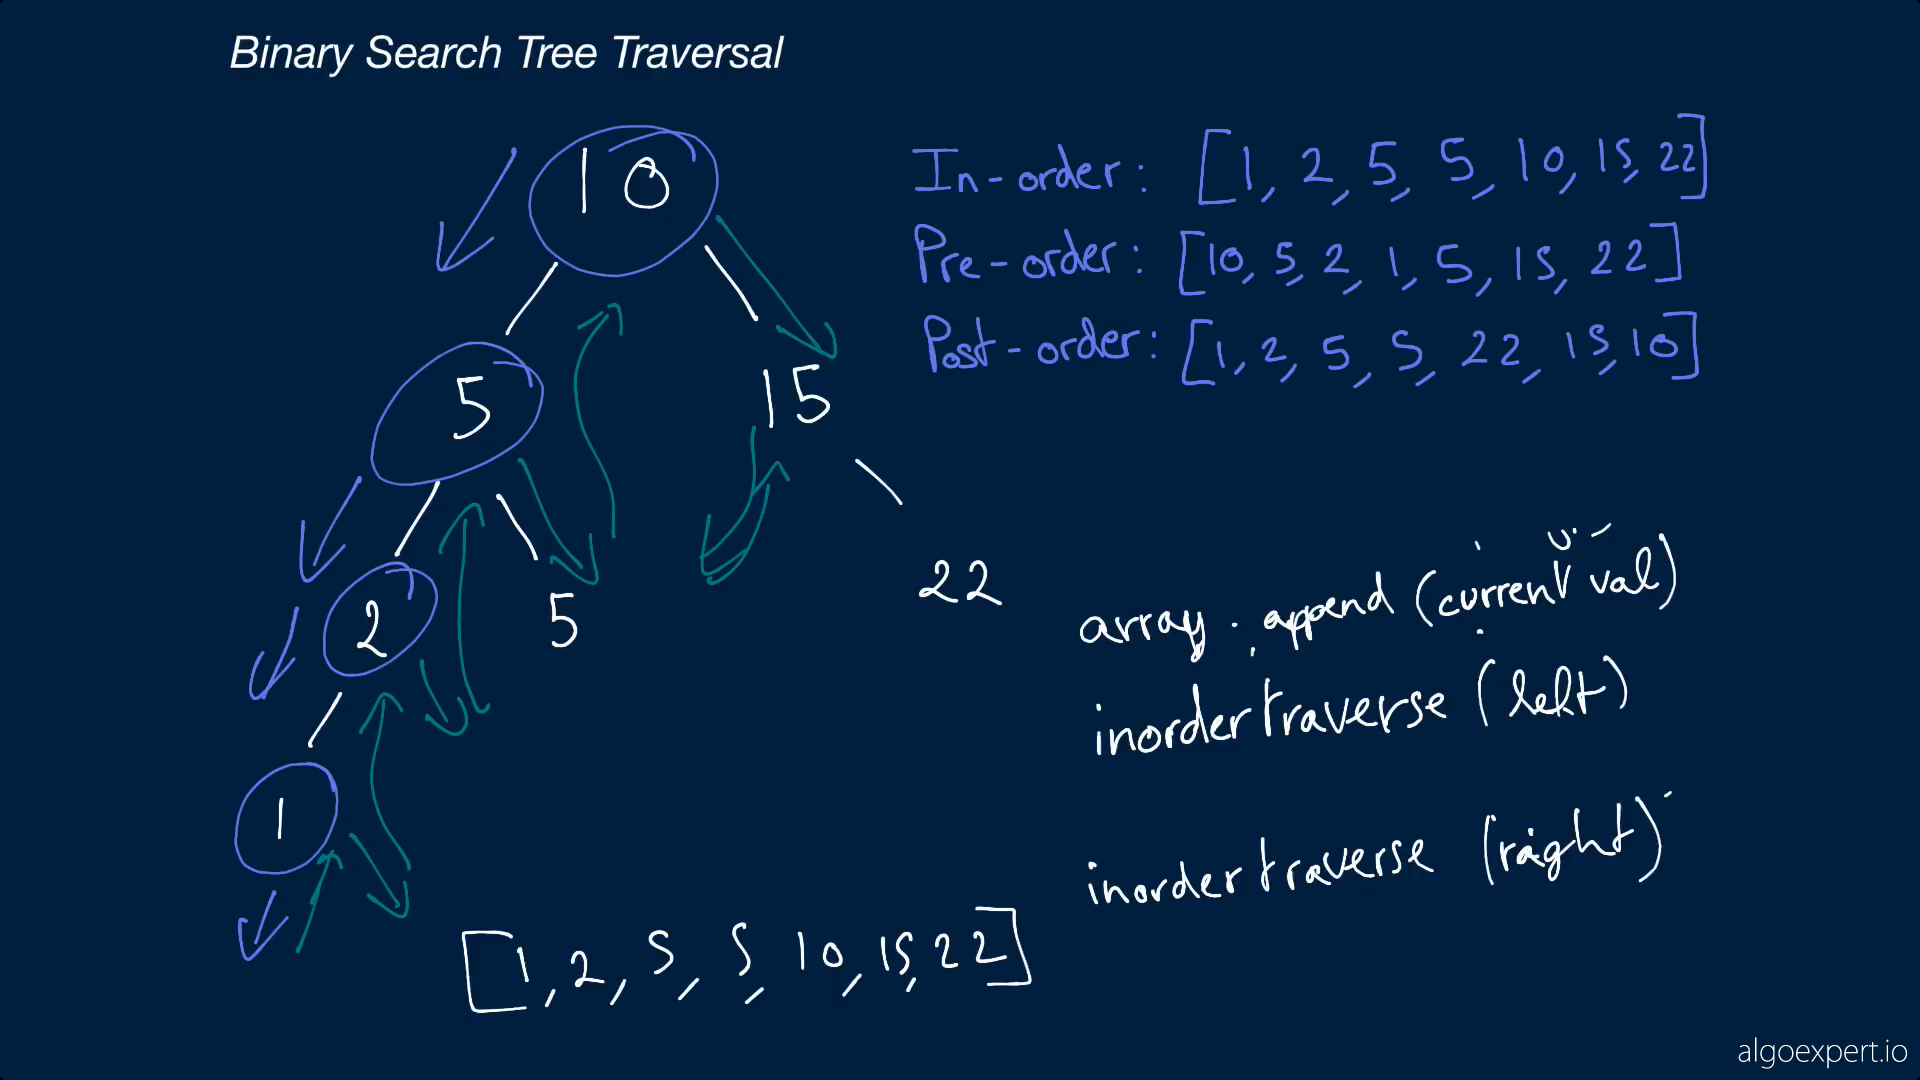 Binary Search Tree Traversal
10
5
15
2
5
22
1
In-order: [1, 2, 5, 5, 10, 15, 22]
Pre-order: [10, 5, 2, 1, 5, 15, 22]
Post-order: [1, 2, 5, 5, 22, 15, 10]
array.append(current val)
inordertraverse (left)
inordertraverse (right)
[1, 2, 5, 5, 10, 15, 22]
algoexpert.io